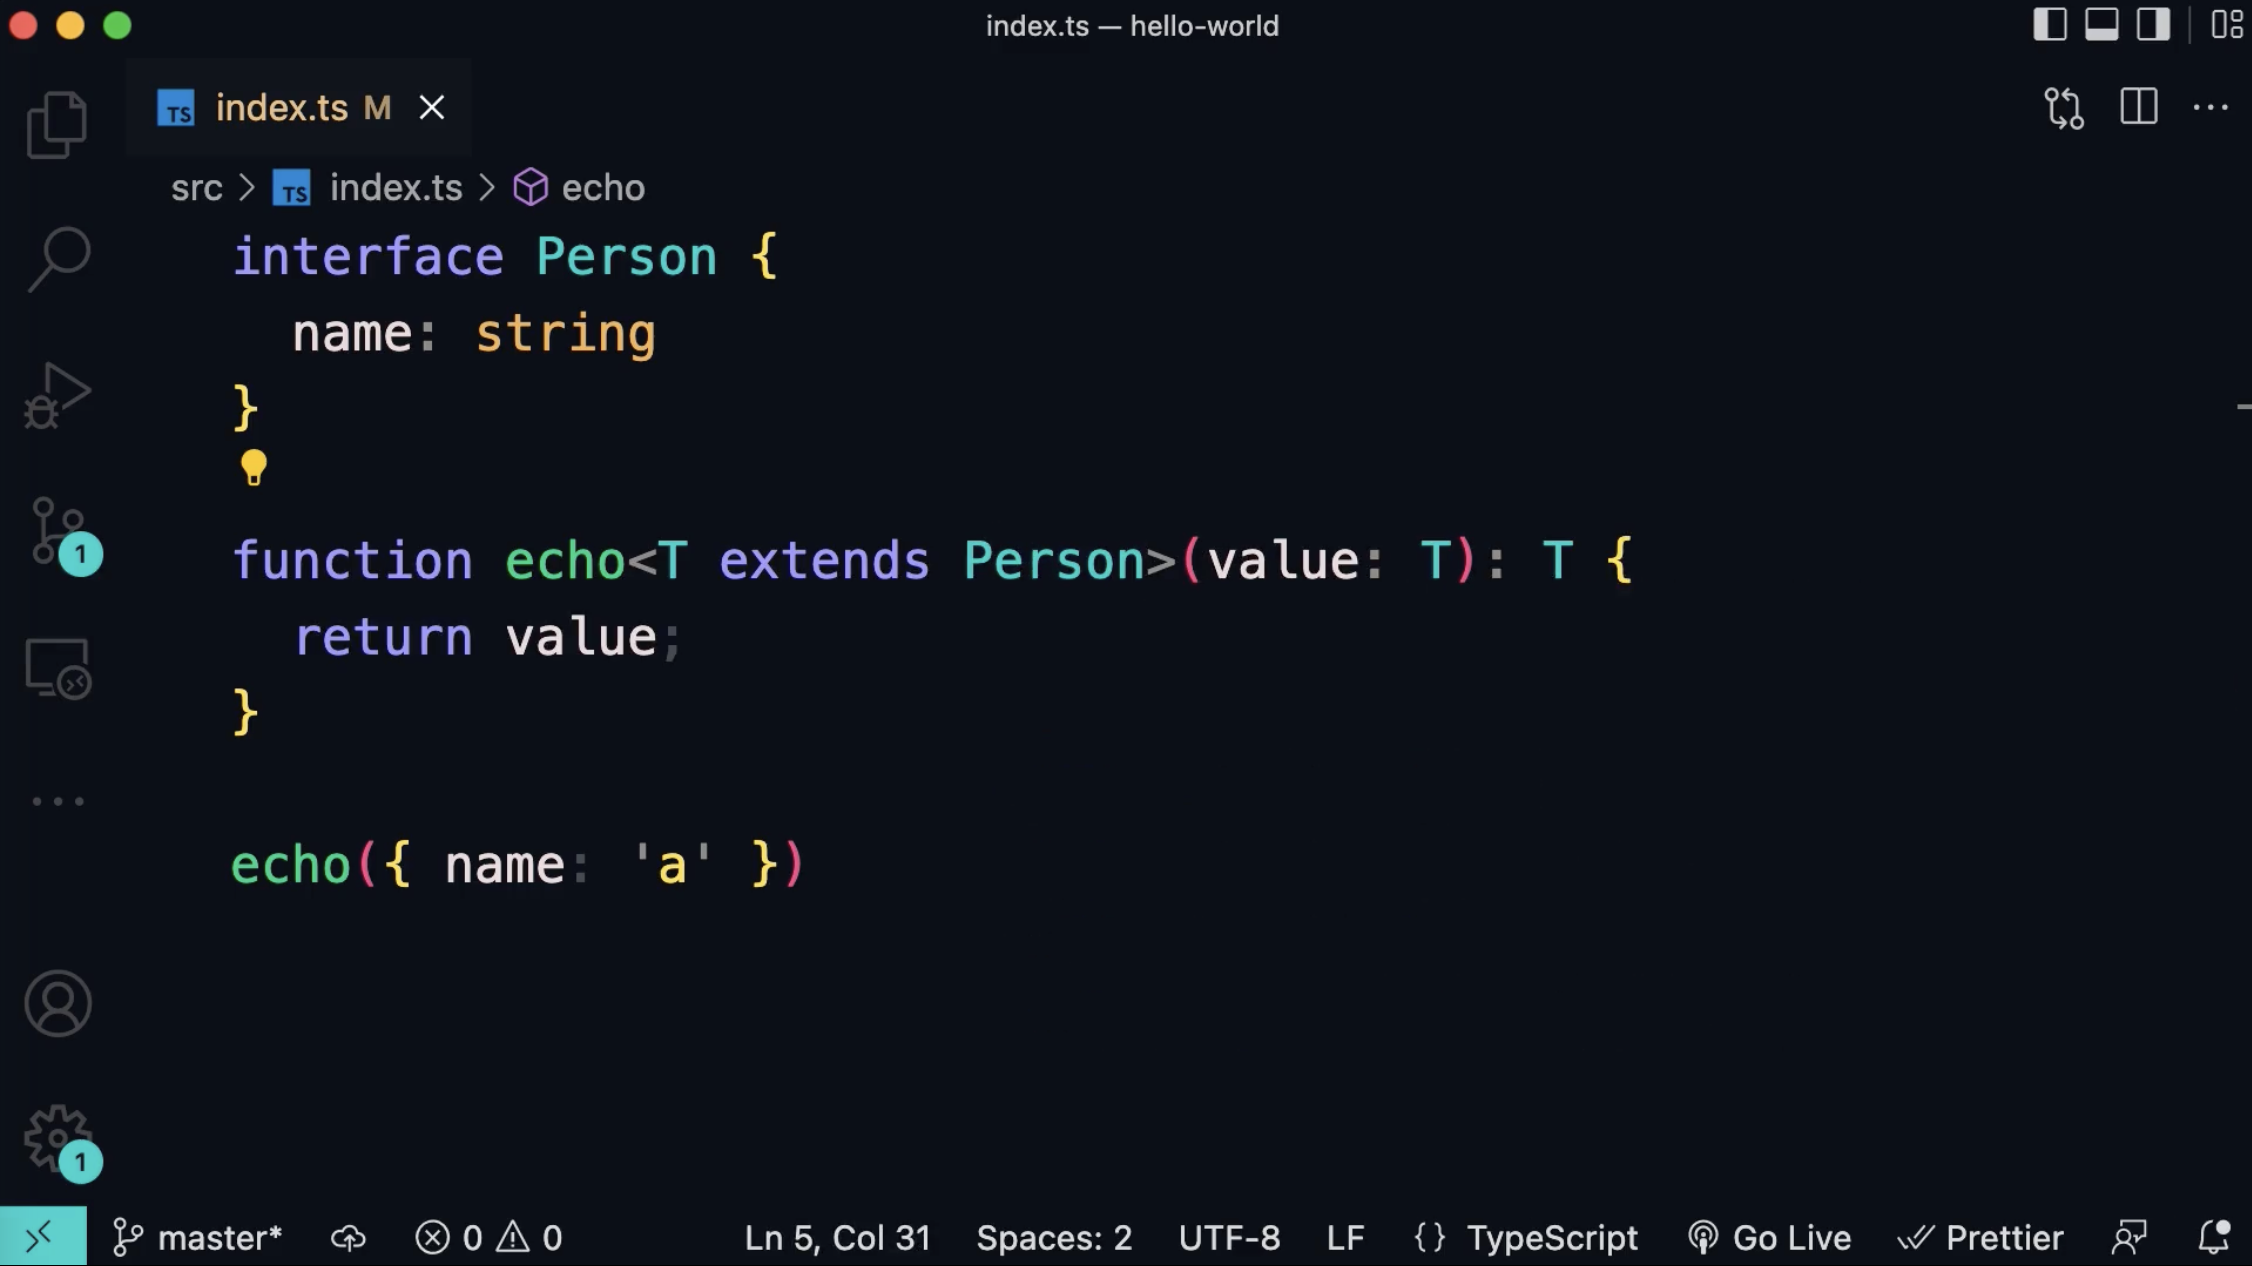 index.ts — hello-world
TS index.ts M
src > TS index.ts > echo
interface Person {
  name: string
}
function echo<T extends Person>(value: T): T {
  return value;
}
echo({ name: 'a' })
1
1
master* 0 0 Ln 5, Col 31 Spaces: 2 UTF-8 LF {} TypeScript Go Live Prettier